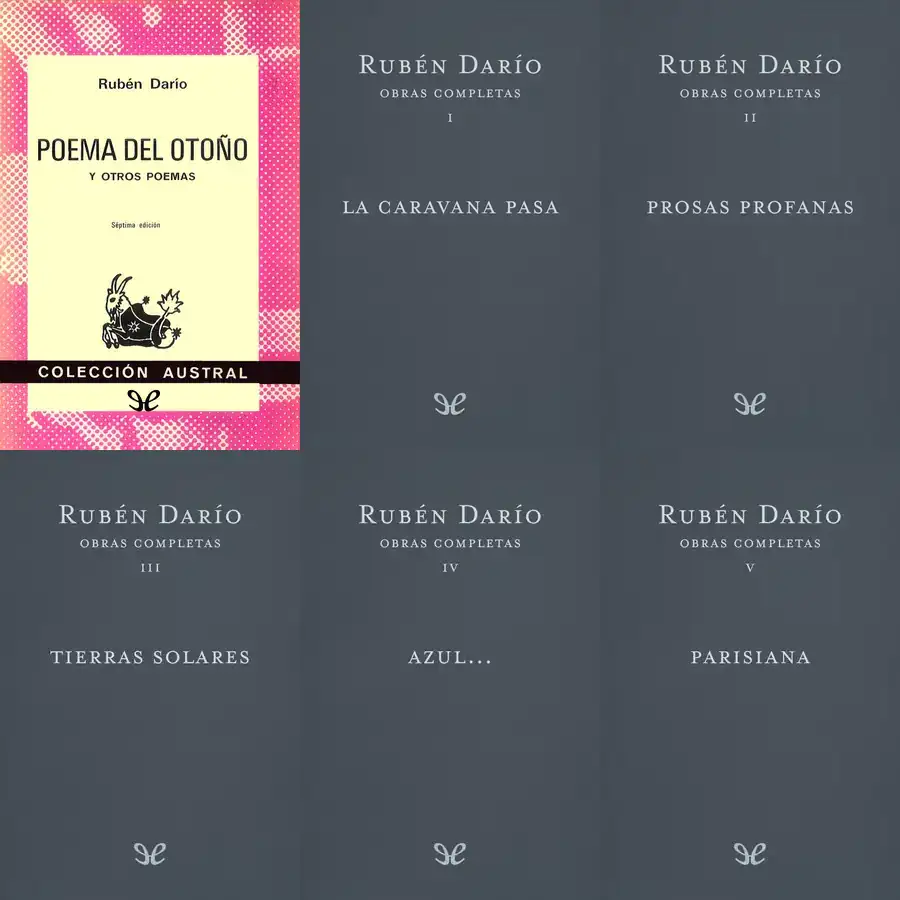 Rubén Darío
POEMA DEL OTOÑO
Y OTROS POEMAS
Séptima edición
COLECCIÓN AUSTRAL
RUBÉN DARÍO
OBRAS COMPLETAS
I
LA CARAVANA PASA
RUBÉN DARÍO
OBRAS COMPLETAS
II
PROSAS PROFANAS
RUBÉN DARÍO
OBRAS COMPLETAS
III
TIERRAS SOLARES
RUBÉN DARÍO
OBRAS COMPLETAS
IV
AZUL...
RUBÉN DARÍO
OBRAS COMPLETAS
V
PARISIANA